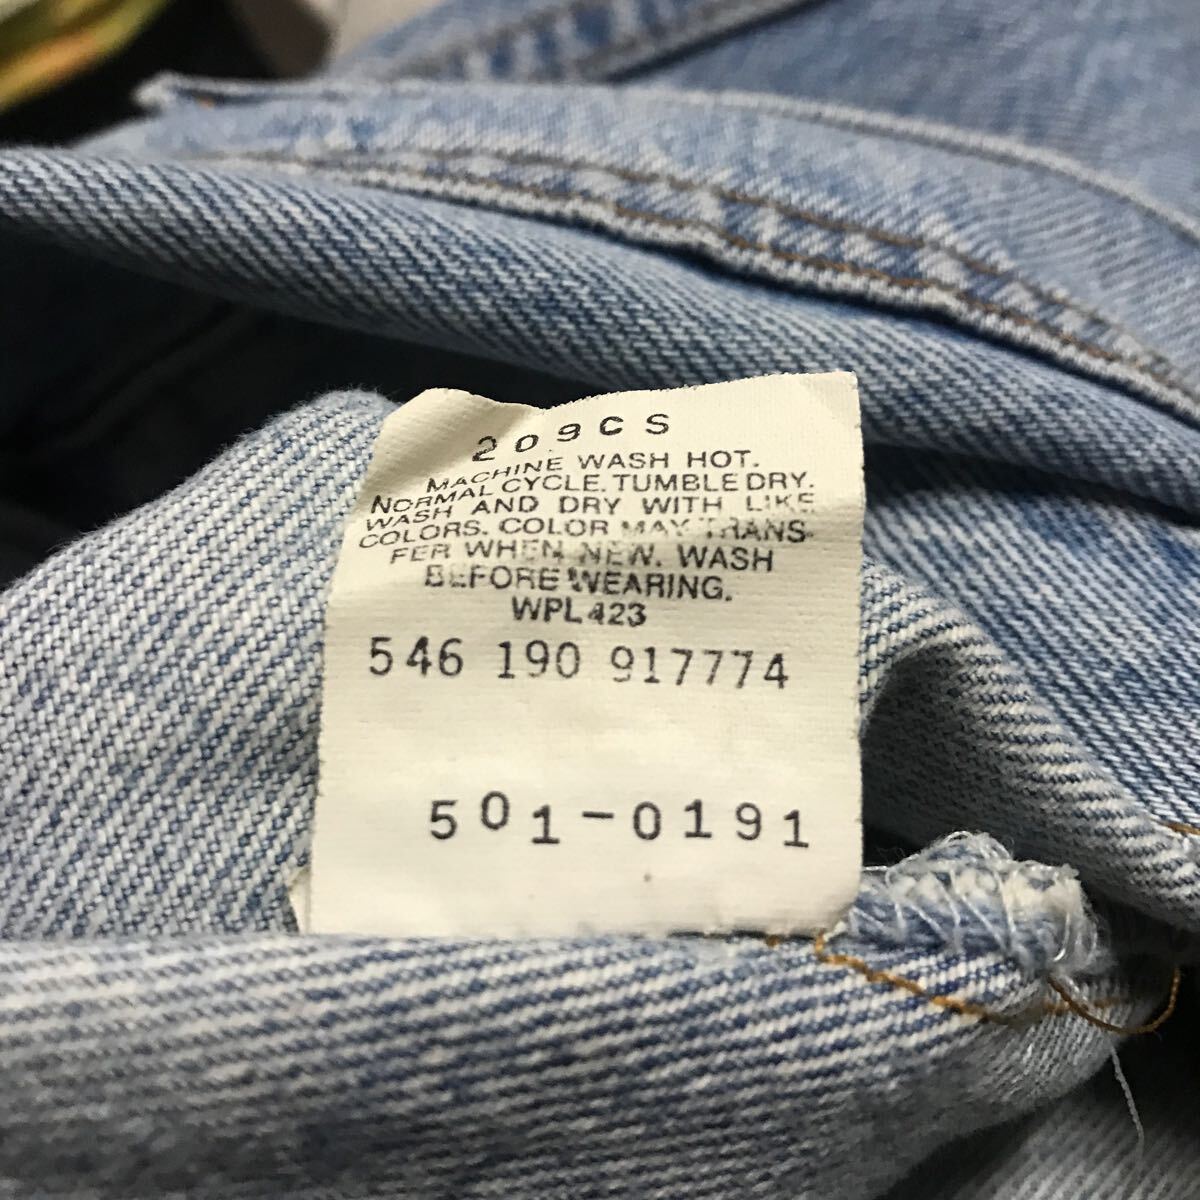 209CS
MACHINE WASH HOT.
NORMAL CYCLE. TUMBLE DRY.
WASH AND DRY WITH LIKE
COLORS. COLOR MAY TRANS-
FER WHEN NEW. WASH
BEFORE WEARING.
WPL423
546 190 917774
501-0191